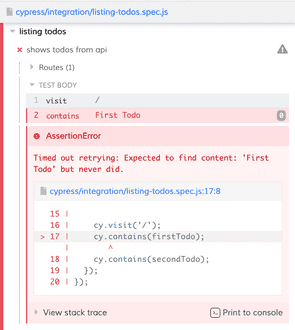 cypress/integration/listing-todos.spec.js
listing todos
shows todos from api
Routes (1)
TEST BODY
1 visit /
2 contains First Todo 0
AssertionError
Timed out retrying: Expected to find content: 'First
Todo' but never did.
cypress/integration/listing-todos.spec.js:17:8
15 |
16 | cy.visit('/');
> 17 | cy.contains(firstTodo);
| ^
18 | cy.contains(secondTodo);
19 | });
20 | });
View stack trace Print to console